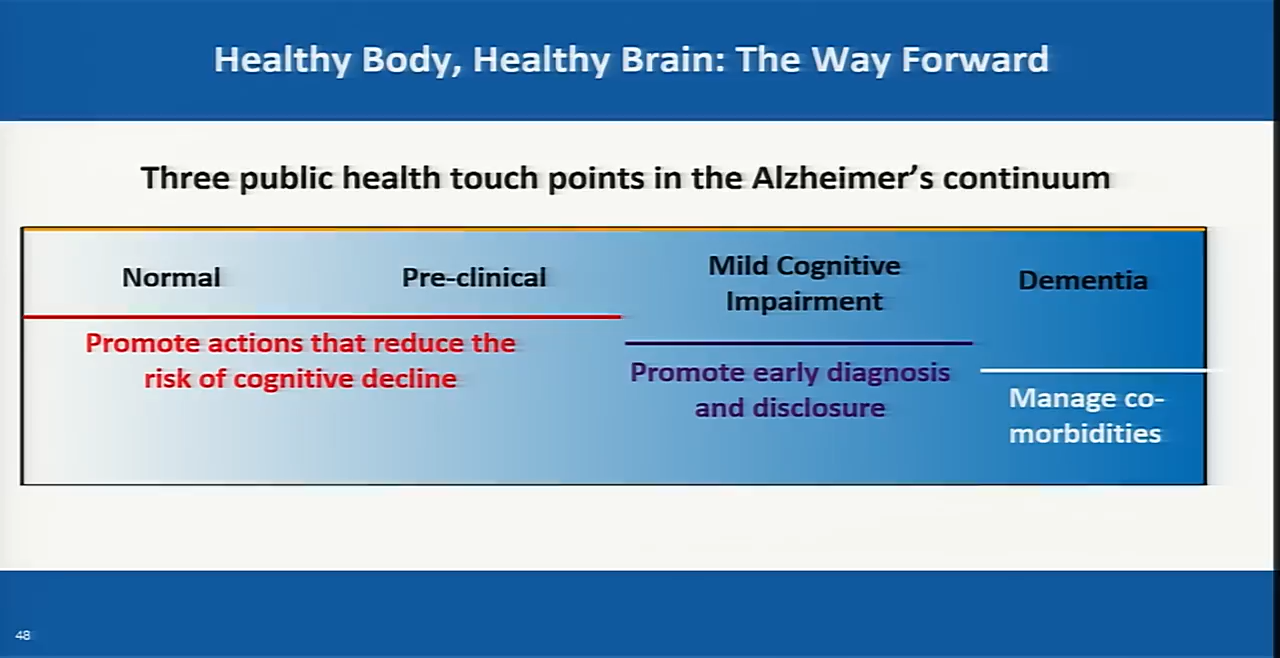 Healthy Body, Healthy Brain: The Way Forward
Three public health touch points in the Alzheimer’s continuum
Normal
Pre-clinical
Mild Cognitive
Impairment
Dementia
Promote actions that reduce the
risk of cognitive decline
Promote early diagnosis
and disclosure
Manage co-
morbidities
48